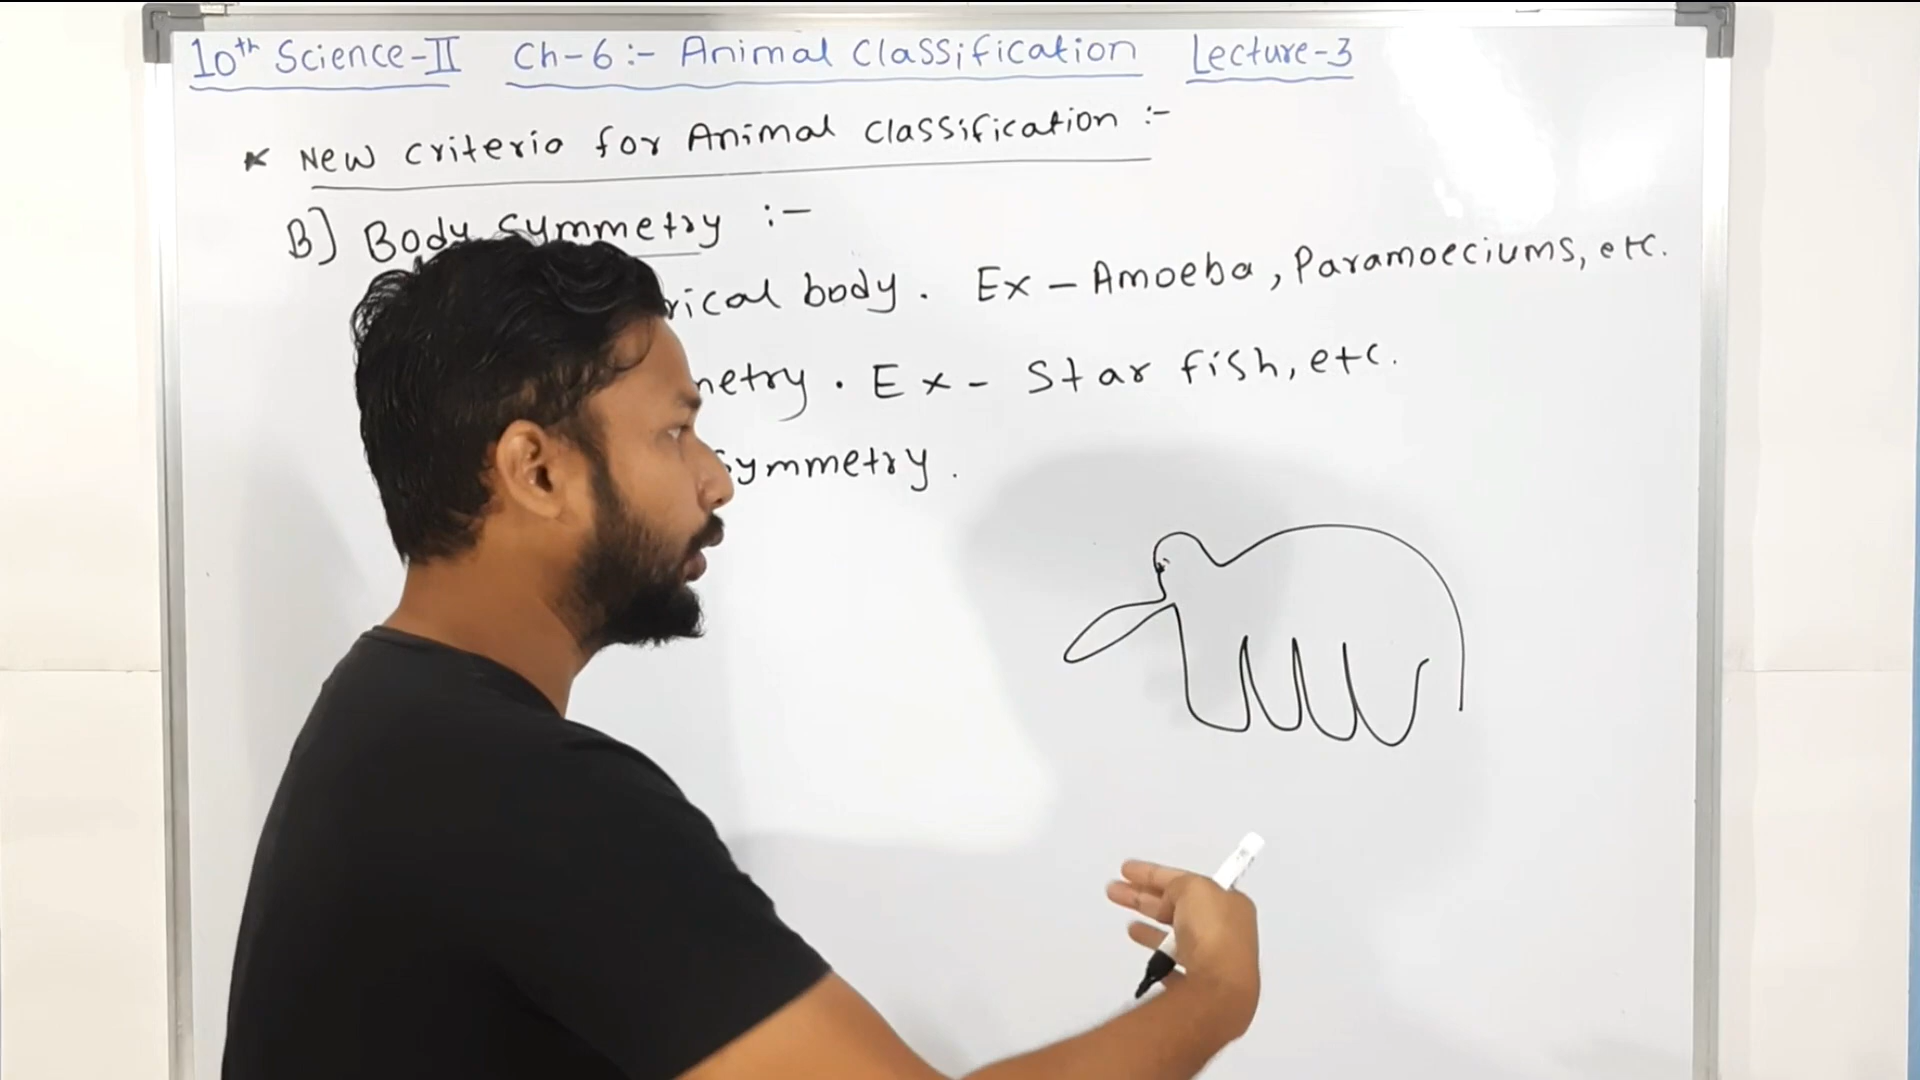 10th Science-II Ch-6:- Animal Classification Lecture-3
* New criteria for Animal classification :-
B] Body Symmetry :-
rical body. Ex - Amoeba, Paramoeciums, etc.
metry. Ex - Star fish, etc.
symmetry.